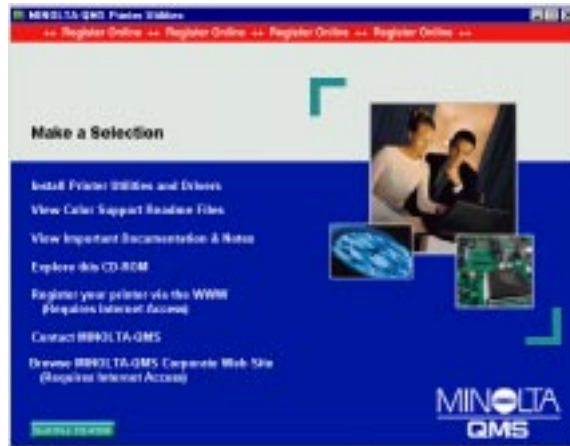 MINOLTA-QMS Printer Utilities
↔ Register Online ↔ Register Online ↔ Register Online ↔ Register Online ↔
Make a Selection
Install Printer Utilities and Drivers
View Color Support Readme Files
View Important Documentation & Notes
Explore this CD-ROM
Register your printer via the WWW
(Requires Internet Access)
Contact MINOLTA-QMS
Browse MINOLTA-QMS Corporate Web Site
(Requires Internet Access)
MINOLTA
QMS